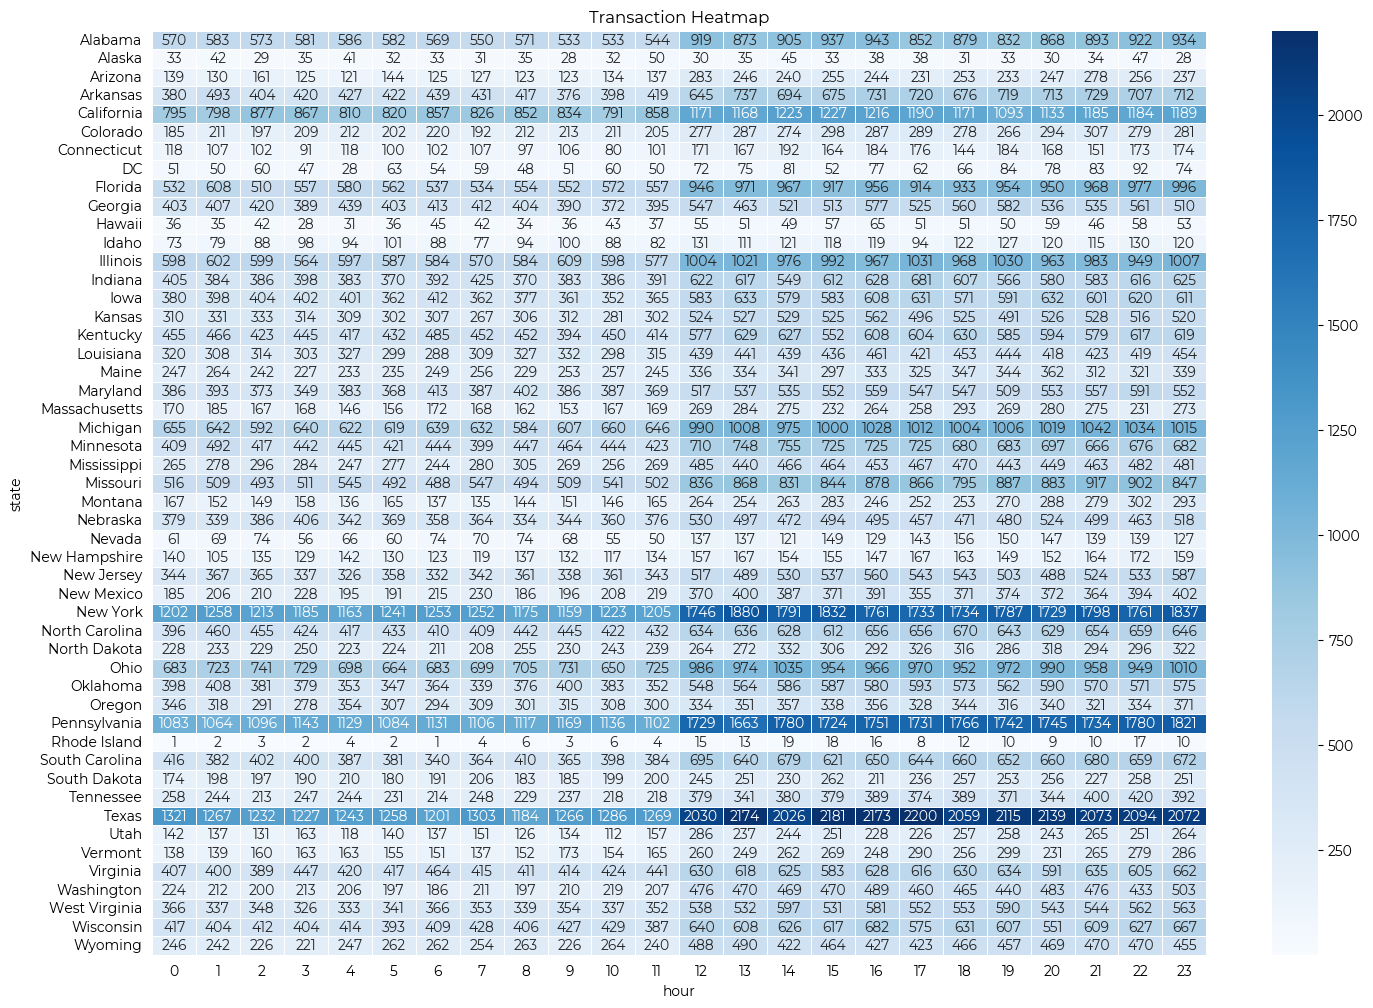 Transaction Heatmap
Alabama 570 583 573 581 586 582 569 550 571 533 533 544 919 873 905 937 943 852 879 832 868 893 922 934
Alaska 33 42 29 35 41 32 33 31 35 28 32 50 30 35 45 33 38 38 31 33 30 34 47 28
Arizona 139 130 161 125 121 144 125 127 123 123 134 137 283 246 240 255 244 231 253 233 247 278 256 237
Arkansas 380 493 404 420 427 422 439 431 417 376 398 419 645 737 694 675 731 720 676 719 713 729 707 712
California 795 798 877 867 810 820 857 826 852 834 791 858 1171 1168 1223 1227 1216 1190 1171 1093 1133 1185 1184 1189
Colorado 185 211 197 209 212 202 220 192 212 213 211 205 277 287 274 298 287 289 278 266 294 307 279 281
Connecticut 118 107 102 91 118 100 102 107 97 106 80 101 171 167 192 164 184 176 144 184 168 151 173 174
DC 51 50 60 47 28 63 54 59 48 51 60 50 72 75 81 52 77 62 66 84 78 83 92 74
Florida 532 608 510 557 580 562 537 534 554 552 572 557 946 971 967 917 956 914 933 954 950 968 977 996
Georgia 403 407 420 389 439 403 413 412 404 390 372 395 547 463 521 513 577 525 560 582 536 535 561 510
Hawaii 36 35 42 28 31 36 45 42 34 36 43 37 55 51 49 57 65 51 51 50 59 46 58 53
Idaho 73 79 88 98 94 101 88 77 94 100 88 82 131 111 121 118 119 94 122 127 120 115 130 120
Illinois 598 602 599 564 597 587 584 570 584 609 598 577 1004 1021 976 992 967 1031 968 1030 963 983 949 1007
Indiana 405 384 386 398 383 370 392 425 370 383 386 391 622 617 549 612 628 681 607 566 580 583 616 625
Iowa 380 398 404 402 401 362 412 362 377 361 352 365 583 633 579 583 608 631 571 591 632 601 620 611
Kansas 310 331 333 314 309 302 307 267 306 312 281 302 524 527 529 525 562 496 525 491 526 528 516 520
Kentucky 455 466 423 445 417 432 485 452 452 394 450 414 577 629 627 552 608 604 630 585 594 579 617 619
Louisiana 320 308 314 303 327 299 288 309 327 332 298 315 439 441 439 436 461 421 453 444 418 423 419 454
Maine 247 264 242 227 233 235 249 256 229 253 257 245 336 334 341 297 333 325 347 344 362 312 321 339
Maryland 386 393 373 349 383 368 413 387 402 386 387 369 517 537 535 552 559 547 547 509 553 557 591 552
Massachusetts 170 185 167 168 146 156 172 168 162 153 167 169 269 284 275 232 264 258 293 269 280 275 231 273
Michigan 655 642 592 640 622 619 639 632 584 607 660 646 990 1008 975 1000 1028 1012 1004 1006 1019 1042 1034 1015
Minnesota 409 492 417 442 445 421 444 399 447 464 444 423 710 748 755 725 725 725 680 683 697 666 676 682
Mississippi 265 278 296 284 247 277 244 280 305 269 256 269 485 440 466 464 453 467 470 443 449 463 482 481
Missouri 516 509 493 511 545 492 488 547 494 509 541 502 836 868 831 844 878 866 795 887 883 917 902 847
Montana 167 152 149 158 136 165 137 135 144 151 146 165 264 254 263 283 246 252 253 270 288 279 302 293
Nebraska 379 339 386 406 342 369 358 364 334 344 360 376 530 497 472 494 495 457 471 480 524 499 463 518
Nevada 61 69 74 56 66 60 74 70 74 68 55 50 137 137 121 149 129 143 156 150 147 139 139 127
New Hampshire 140 105 135 129 142 130 123 119 137 132 117 134 157 167 154 155 147 167 163 149 152 164 172 159
New Jersey 344 367 365 337 326 358 332 342 361 338 361 343 517 489 530 537 560 543 543 503 488 524 533 587
New Mexico 185 206 210 228 195 191 215 230 186 196 208 219 370 400 387 371 391 355 371 374 372 364 394 402
New York 1202 1258 1213 1185 1163 1241 1253 1252 1175 1159 1223 1205 1746 1880 1791 1832 1761 1733 1734 1787 1729 1798 1761 1837
North Carolina 396 460 455 424 417 433 410 409 442 445 422 432 634 636 628 612 656 656 670 643 629 654 659 646
North Dakota 228 233 229 250 223 224 211 208 255 230 243 239 264 272 332 306 292 326 316 286 318 294 296 322
Ohio 683 723 741 729 698 664 683 699 705 731 650 725 986 974 1035 954 966 970 952 972 990 958 949 1010
Oklahoma 398 408 381 379 353 347 364 339 376 400 383 352 548 564 586 587 580 593 573 562 590 570 571 575
Oregon 346 318 291 278 354 307 294 309 301 315 308 300 334 351 357 338 356 328 344 316 340 321 334 371
Pennsylvania 1083 1064 1096 1143 1129 1084 1131 1106 1117 1169 1136 1102 1729 1663 1780 1724 1751 1731 1766 1742 1745 1734 1780 1821
Rhode Island 1 2 3 2 4 2 1 4 6 3 6 4 15 13 19 18 16 8 12 10 9 10 17 10
South Carolina 416 382 402 400 387 381 340 364 410 365 398 384 695 640 679 621 650 644 660 652 660 680 659 672
South Dakota 174 198 197 190 210 180 191 206 183 185 199 200 245 251 230 262 211 236 257 253 256 227 258 251
Tennessee 258 244 213 247 244 231 214 248 229 237 218 218 379 341 380 379 389 374 389 371 344 400 420 392
Texas 1321 1267 1232 1227 1243 1258 1201 1303 1184 1266 1286 1269 2030 2174 2026 2181 2173 2200 2059 2115 2139 2073 2094 2072
Utah 142 137 131 163 118 140 137 151 126 134 112 157 286 237 244 251 228 226 257 258 243 265 251 264
Vermont 138 139 160 163 163 155 151 137 152 173 154 165 260 249 262 269 248 290 256 299 231 265 279 286
Virginia 407 400 389 447 420 417 464 415 411 414 424 441 630 618 625 583 628 616 630 634 591 635 605 662
Washington 224 212 200 213 206 197 186 211 197 210 219 207 476 470 469 470 489 460 465 440 483 476 433 503
West Virginia 366 337 348 326 333 341 366 353 339 354 337 352 538 532 597 531 581 552 553 590 543 544 562 563
Wisconsin 417 404 412 404 414 393 409 428 406 427 429 387 640 608 626 617 682 575 631 607 551 609 627 667
Wyoming 246 242 226 221 247 262 262 254 263 226 264 240 488 490 422 464 427 423 466 457 469 470 470 455
0 1 2 3 4 5 6 7 8 9 10 11 12 13 14 15 16 17 18 19 20 21 22 23
hour
state
2000
1750
1500
1250
1000
750
500
250